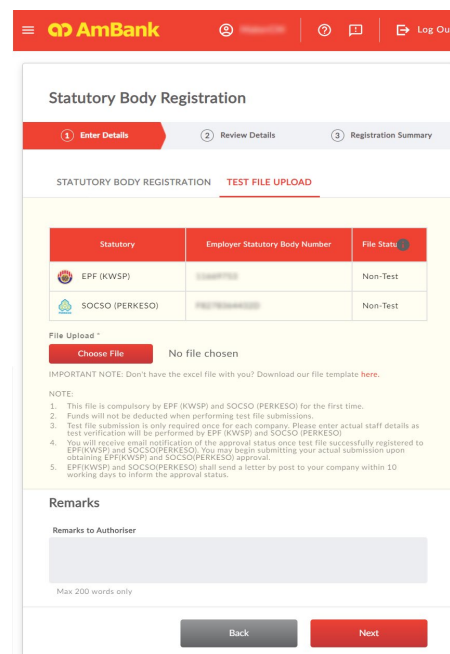 AmBank
Log Ou
Statutory Body Registration
1 Enter Details
2 Review Details
3 Registration Summary
STATUTORY BODY REGISTRATION
TEST FILE UPLOAD
Statutory
Employer Statutory Body Number
File Statu
EPF (KWSP)
Non-Test
SOCSO (PERKESO)
Non-Test
File Upload *
Choose File
No file chosen
IMPORTANT NOTE: Don't have the excel file with you? Download our file template here.
NOTE:
1. This file is compulsory by EPF (KWSP) and SOCSO (PERKESO) for the first time.
2. Funds will not be deducted when performing test file submissions.
3. Test file submission is only required once for each company. Please enter actual staff details as
test verification will be performed by EPF (KWSP) and SOCSO (PERKESO)
4. You will receive email notification of the approval status once test file successfully registered to
EPF(KWSP) and SOCSO(PERKESO). You may begin submitting your actual submission upon
obtaining EPF(KWSP) and SOCSO(PERKESO) approval.
5. EPF(KWSP) and SOCSO(PERKESO) shall send a letter by post to your company within 10
working days to inform the approval status.
Remarks
Remarks to Authoriser
Max 200 words only
Back
Next